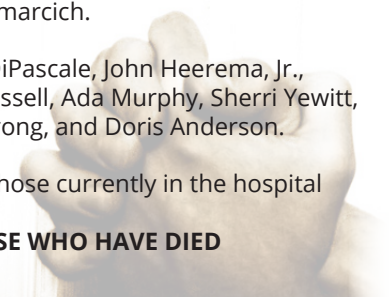 marcich.
iPascale, John Heerema, Jr.,
ssell, Ada Murphy, Sherri Yewitt,
rong, and Doris Anderson.
hose currently in the hospital
SE WHO HAVE DIED